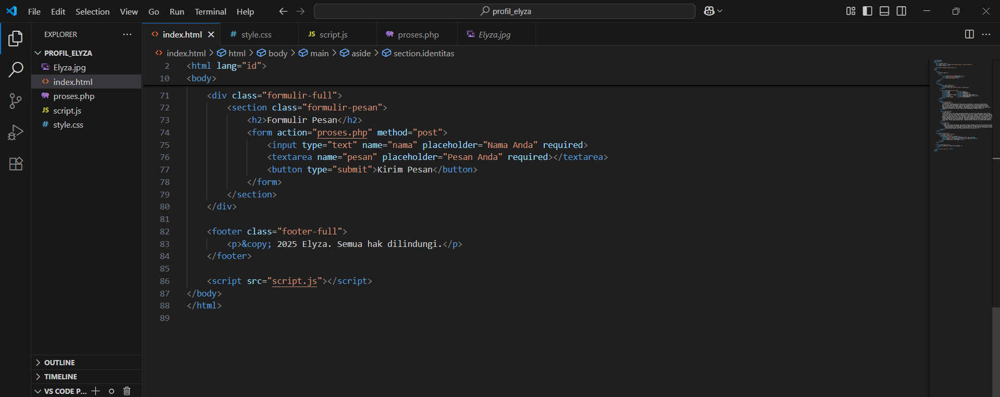 File Edit Selection View Go Run Terminal Help
profil_elyza
EXPLORER
PROFIL_ELYZA
Elyza.jpg
index.html
proses.php
script.js
style.css
OUTLINE
TIMELINE
VS CODE P...
index.html
style.css
JS script.js
proses.php
Elyza.jpg
index.html > html > body > main > aside > section.identitas
2 <html lang="id">
10 <body>
71 <div class="formulir-full">
72 <section class="formulir-pesan">
73 <h2>Formulir Pesan</h2>
74 <form action="proses.php" method="post">
75 <input type="text" name="nama" placeholder="Nama Anda" required>
76 <textarea name="pesan" placeholder="Pesan Anda" required></textarea>
77 <button type="submit">Kirim Pesan</button>
78 </form>
79 </section>
80 </div>
81
82 <footer class="footer-full">
83 <p>&copy; 2025 Elyza. Semua hak dilindungi.</p>
84 </footer>
85
86 <script src="script.js"></script>
87 </body>
88 </html>
89